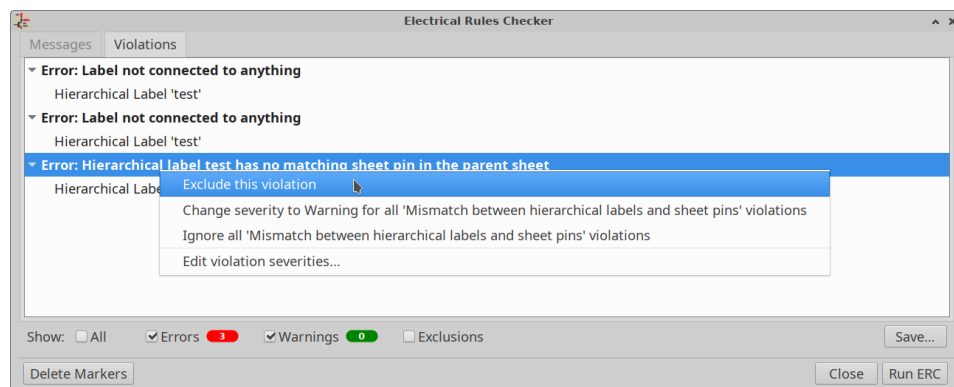 Electrical Rules Checker
Messages Violations
Error: Label not connected to anything
Hierarchical Label 'test'
Error: Label not connected to anything
Hierarchical Label 'test'
Error: Hierarchical label test has no matching sheet pin in the parent sheet
Hierarchical Labe
Exclude this violation
Change severity to Warning for all 'Mismatch between hierarchical labels and sheet pins' violations
Ignore all 'Mismatch between hierarchical labels and sheet pins' violations
Edit violation severities...
Show: All Errors 3 Warnings 0 Exclusions Save...
Delete Markers Close Run ERC